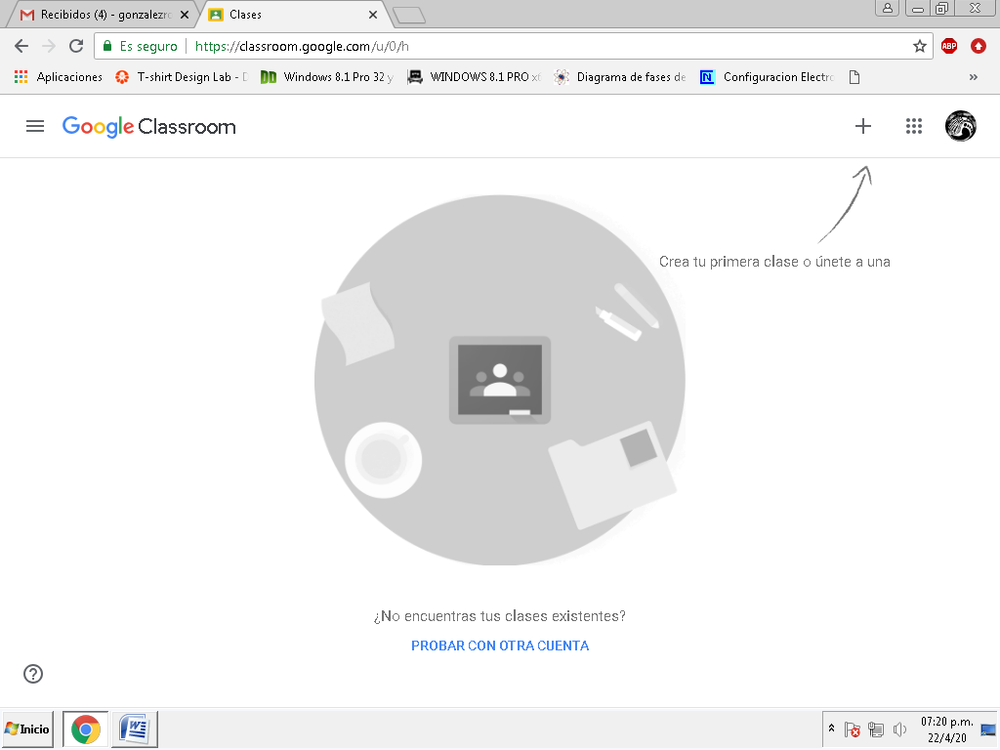 Recibidos (4) - gonzalezro
Clases
Es seguro
https://classroom.google.com/u/0/h
ABP
Aplicaciones
T-shirt Design Lab - D
Windows 8.1 Pro 32 y
WINDOWS 8.1 PRO x6
Diagrama de fases de
Configuracion Electro
»
Google Classroom
Crea tu primera clase o únete a una
¿No encuentras tus clases existentes?
PROBAR CON OTRA CUENTA
Inicio
07:20 p.m.
22/4/20